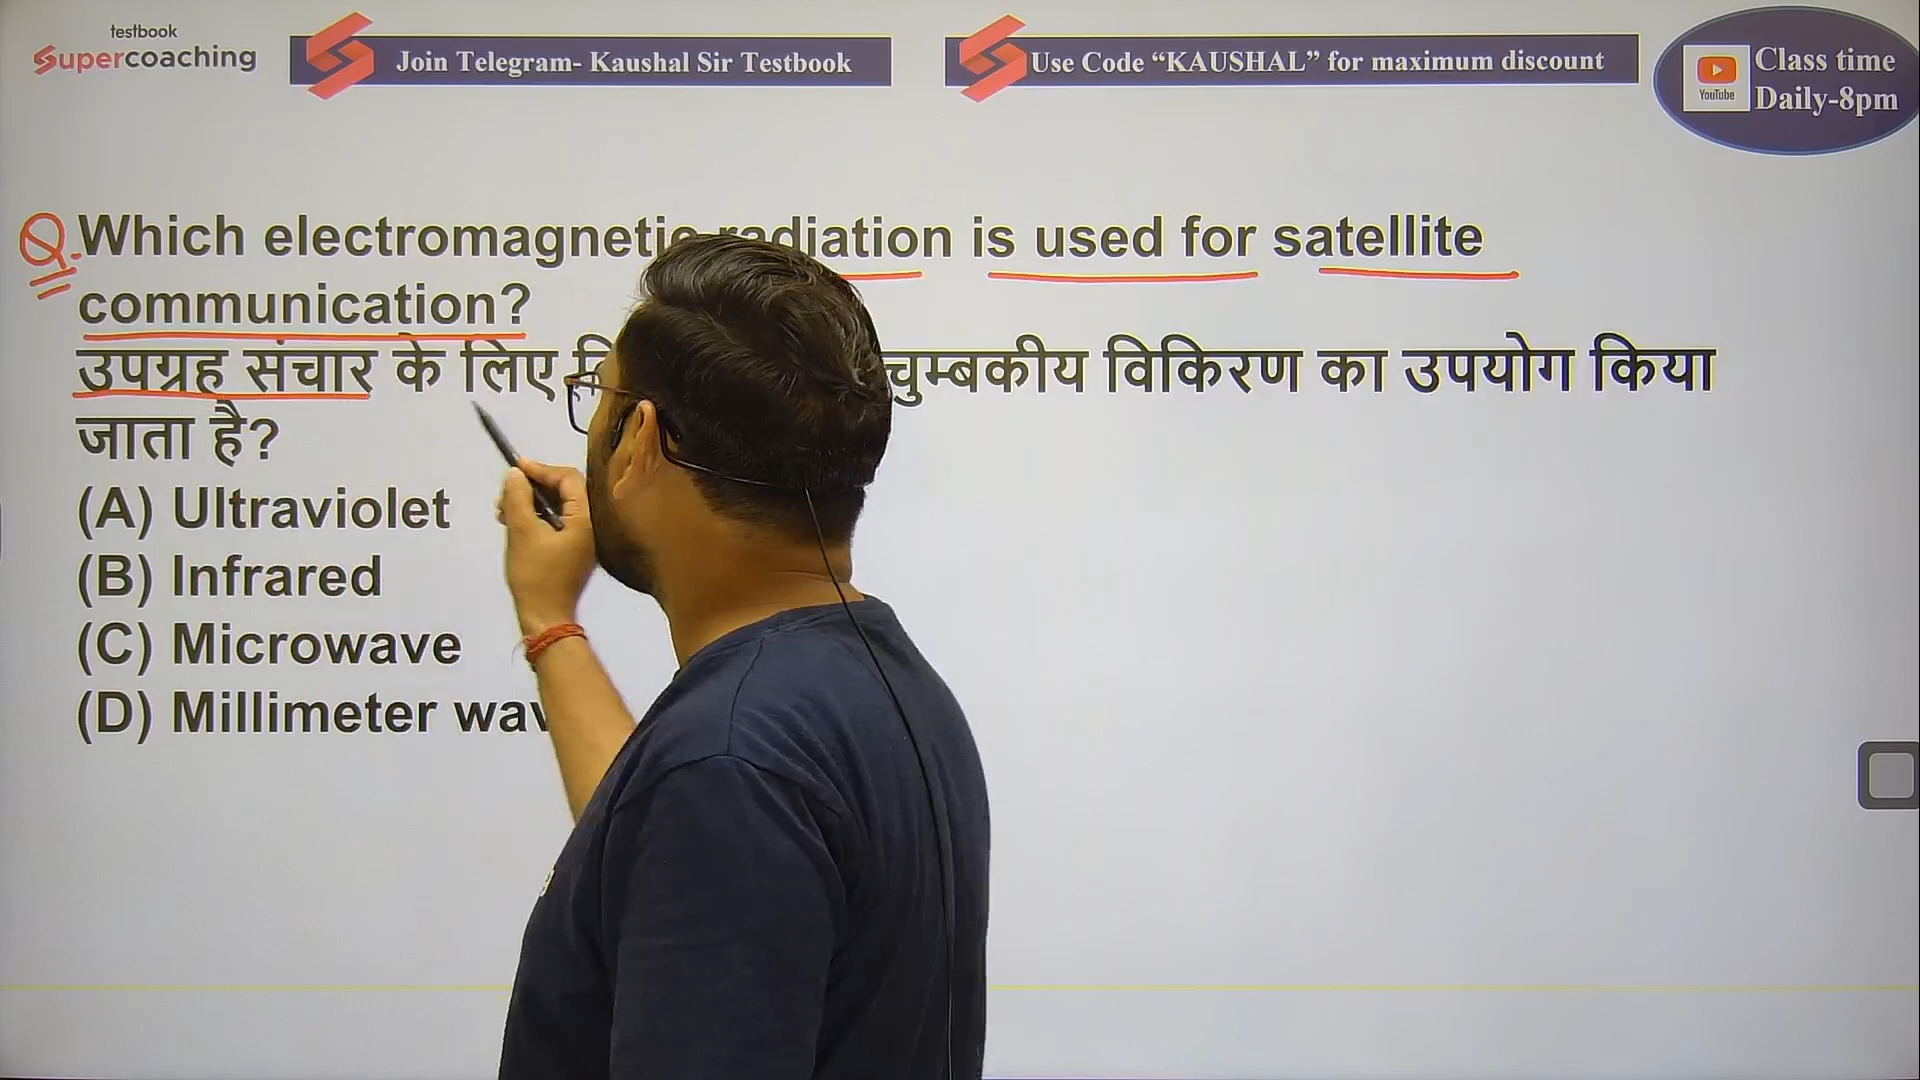 testbook
Supercoaching
Join Telegram- Kaushal Sir Testbook
Use Code “KAUSHAL” for maximum discount
YouTube
Class time
Daily-8pm
Q. Which electromagnetic radiation is used for satellite
communication?
उपग्रह संचार के लिए चुम्बकीय विकिरण का उपयोग किया
जाता है?
(A) Ultraviolet
(B) Infrared
(C) Microwave
(D) Millimeter